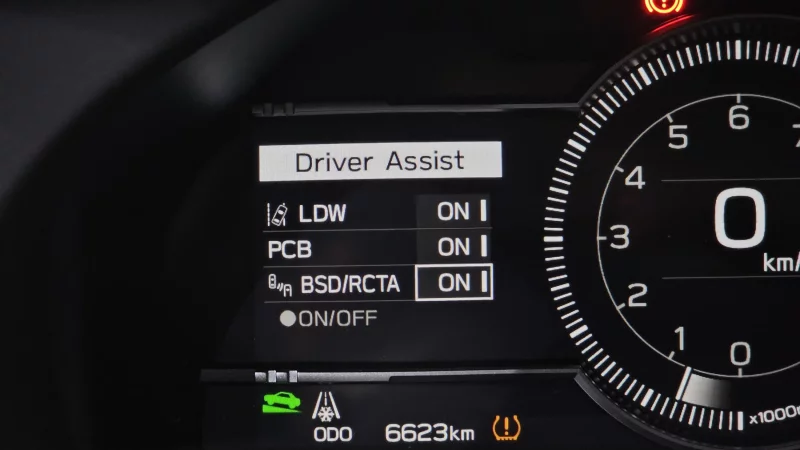 Driver Assist
LDW ON
PCB ON
BSD/RCTA ON
ON/OFF
ODO 6623km
7
6
5
4
3
2
1
0
0
km/
x1000